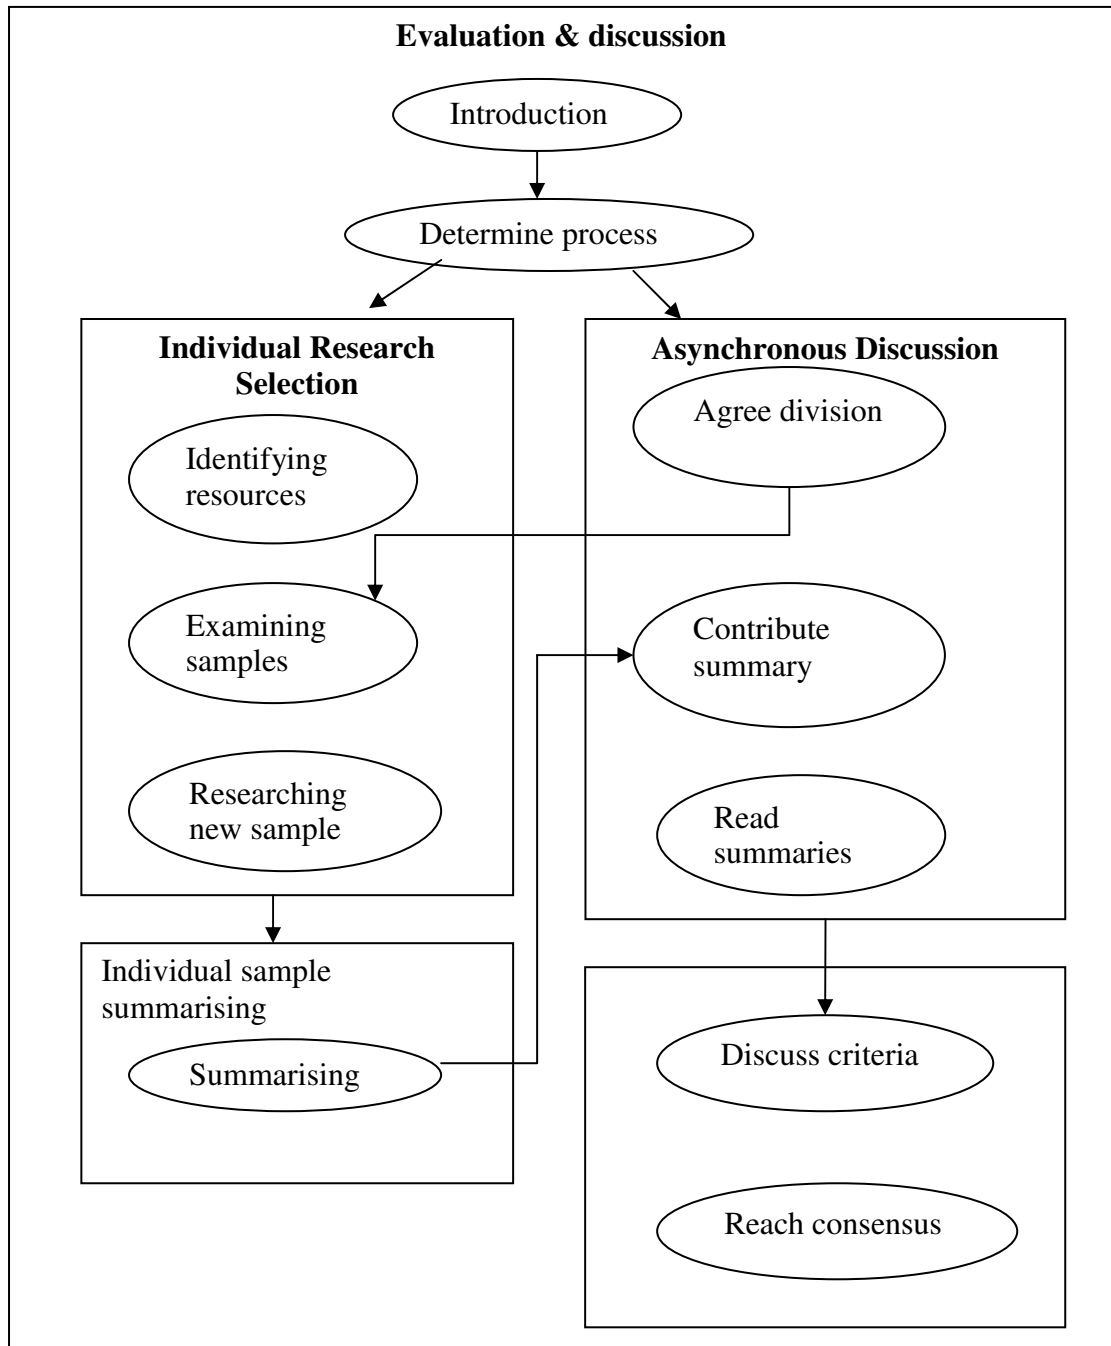 Evaluation & discussion
Introduction
Determine process
Individual Research
Selection
Identifying
resources
Examining
samples
Researching
new sample
Individual sample
summarising
Summarising
Asynchronous Discussion
Agree division
Contribute
summary
Read
summaries
Discuss criteria
Reach consensus